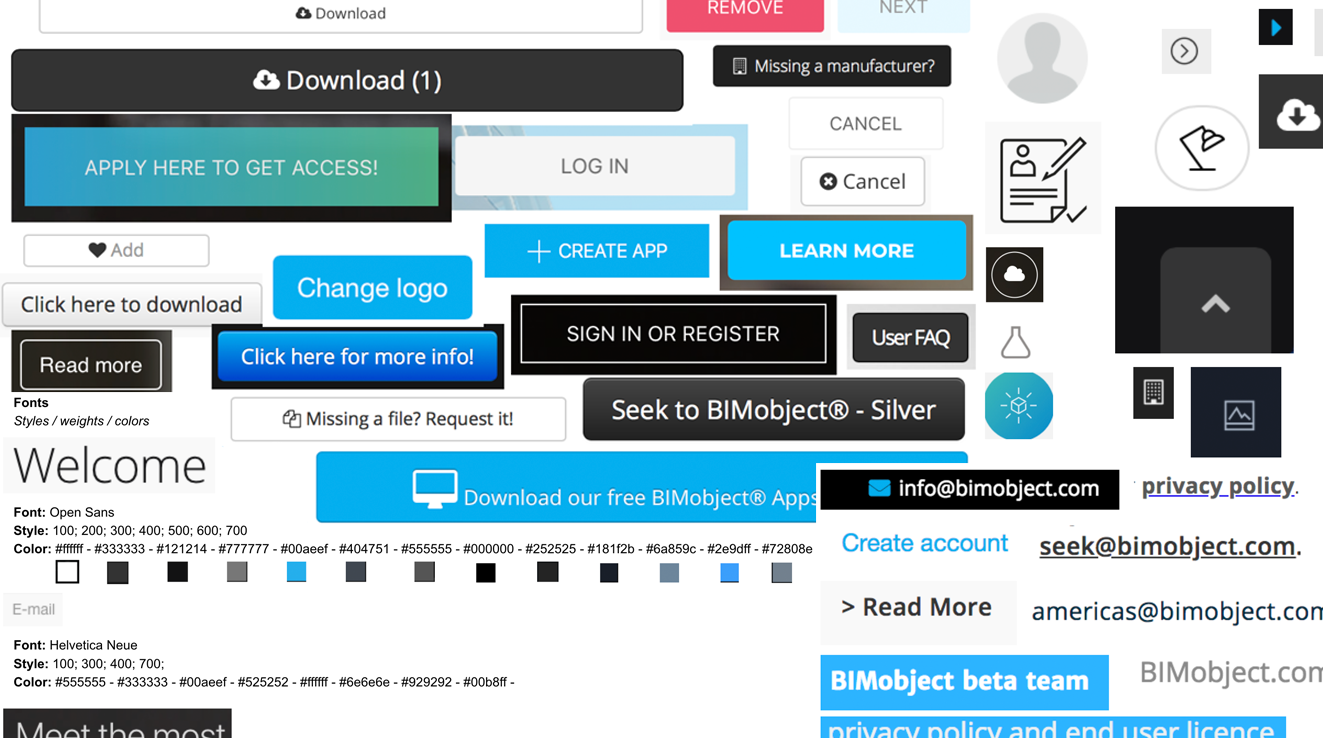 Download
REMOVE
NEXT
Download (1)
Missing a manufacturer?
CANCEL
APPLY HERE TO GET ACCESS!
LOG IN
Cancel
Add
CREATE APP
LEARN MORE
Click here to download
Change logo
SIGN IN OR REGISTER
User FAQ
Read more
Click here for more info!
Fonts
Styles / weights / colors
Missing a file? Request it!
Seek to BIMobject® - Silver
Welcome
Download our free BIMobject® Apps
info@bimobject.com
privacy policy.
Font: Open Sans
Style: 100; 200; 300; 400; 500; 600; 700
Color: #ffffff - #333333 - #121214 - #777777 - #00aeef - #404751 - #555555 - #000000 - #252525 - #181f2b - #6a859c - #2e9dff - #72808e
Create account
seek@bimobject.com.
E-mail
> Read More
americas@bimobject.com
Font: Helvetica Neue
Style: 100; 300; 400; 700;
Color: #555555 - #333333 - #00aeef - #525252 - #ffffff - #6e6e6e - #929292 - #00b8ff -
BIMobject beta team
BIMobject.com
Meet the most
privacy policy and end user licence